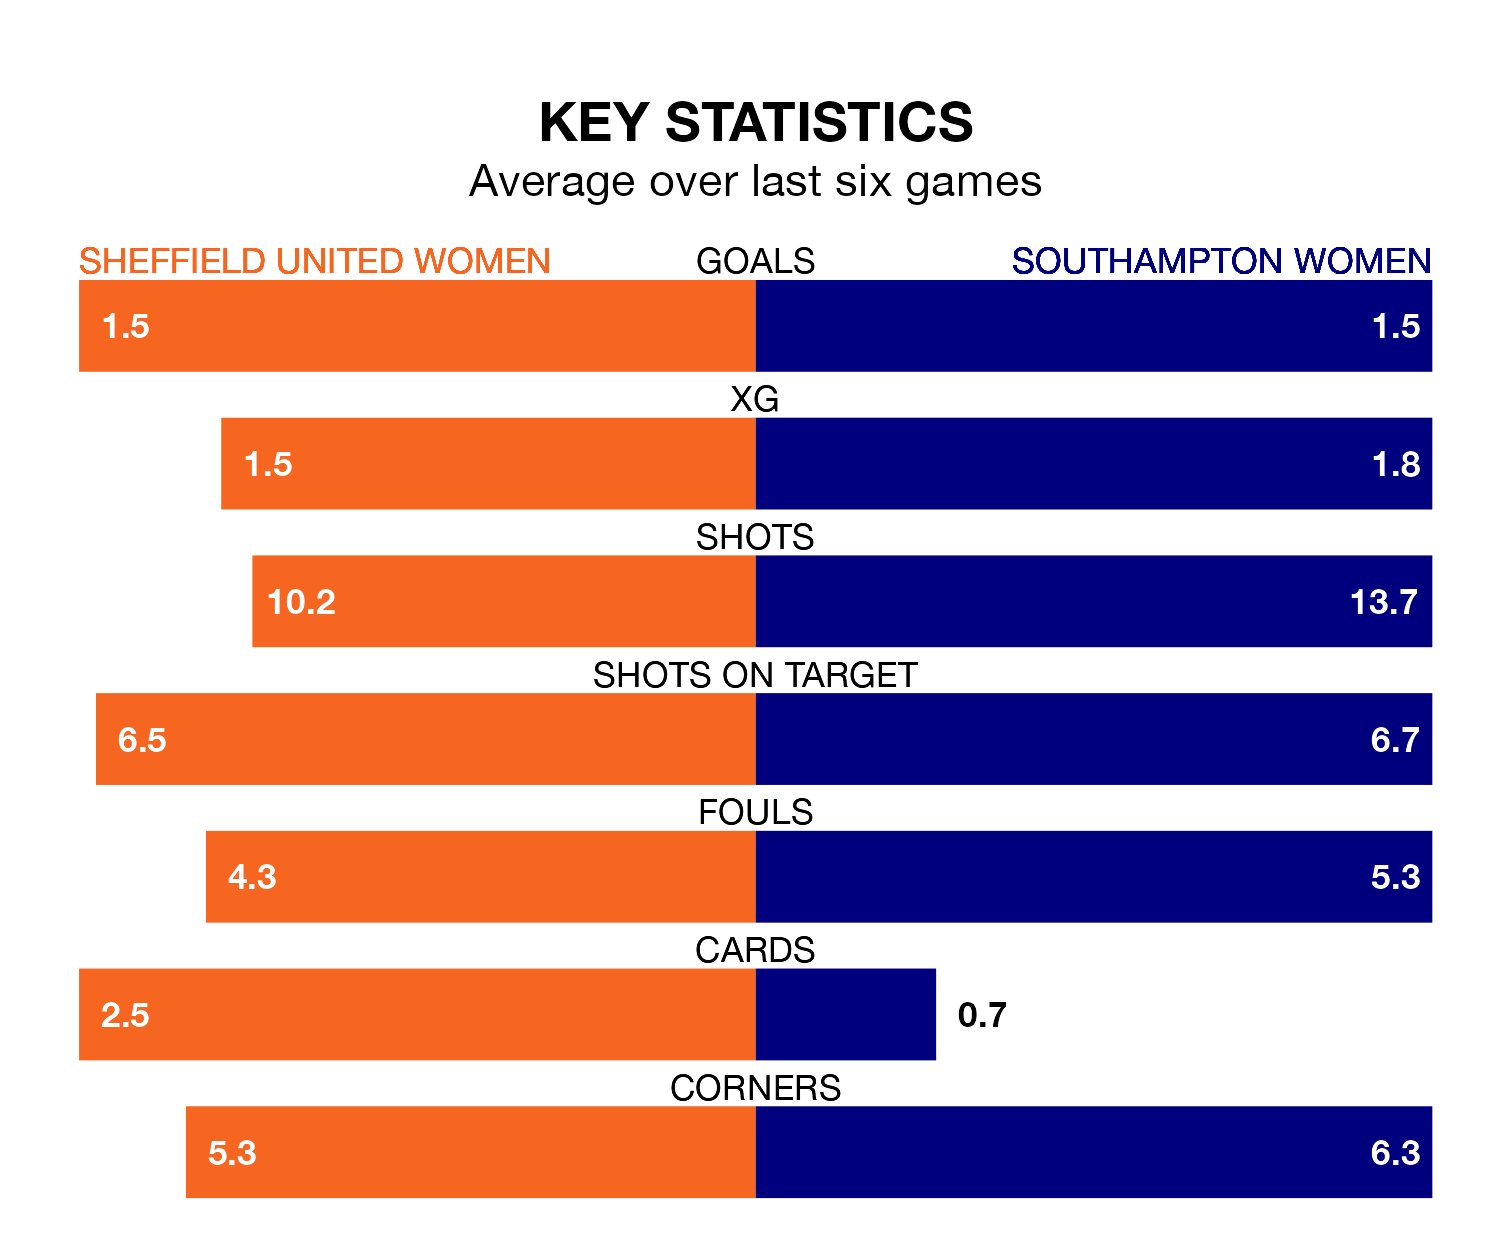 KEY STATISTICS
Average over last six games
SHEFFIELD UNITED WOMEN GOALS SOUTHAMPTON WOMEN
1.5 1.5
XG
1.5 1.8
SHOTS
10.2 13.7
SHOTS ON TARGET
6.5 6.7
FOULS
4.3 5.3
CARDS
2.5 0.7
CORNERS
5.3 6.3